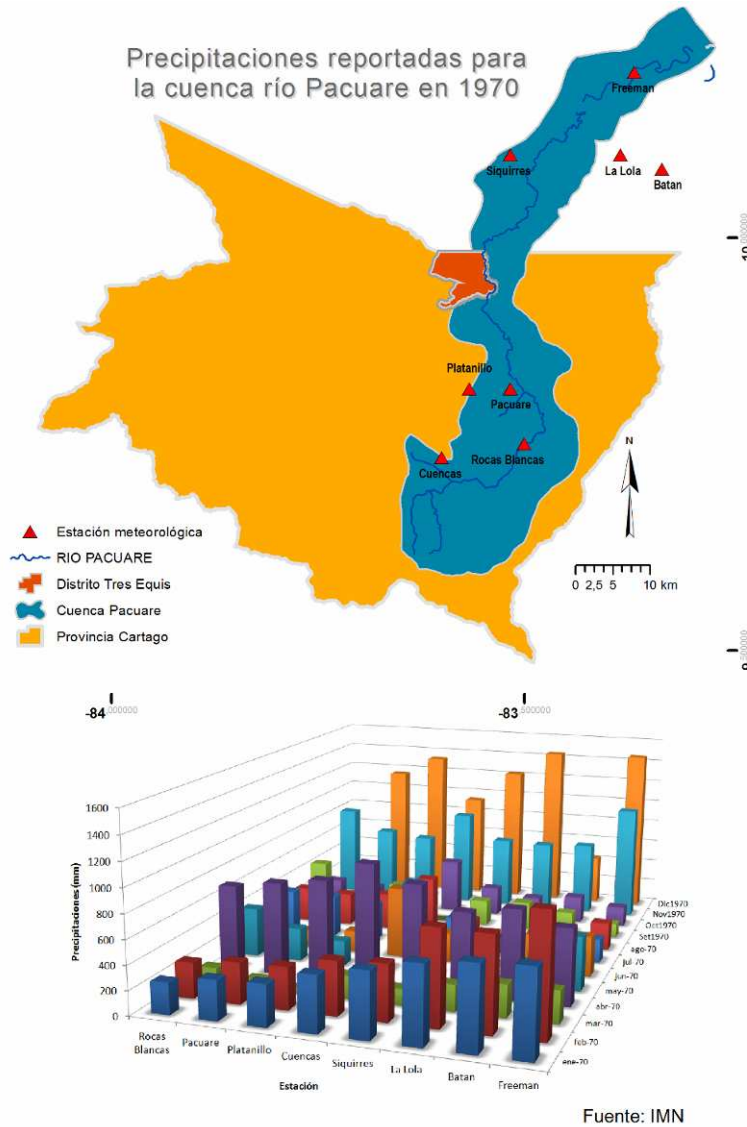 Precipitaciones reportadas para
la cuenca río Pacuare en 1970
Freeman
Siquirres
La Lola
Batan
Platanillo
Pacuare
Rocas Blancas
Cuencas
N
Estación meteorológica
RIO PACUARE
Distrito Tres Equis
Cuenca Pacuare
Provincia Cartago
0 2,5 5 10 km
-84,000000
-83,500000
Precipitaciones (mm)
1600
1400
1200
1000
800
600
400
200
0
Dic1970
Nov1970
Oct1970
Set1970
ago-70
Jul-70
jun-70
may-70
abr-70
mar-70
feb-70
ene-70
Rocas
Blancas
Pacuare
Platanillo
Cuencas
Siquirres
La Lola
Batan
Freeman
Estación
Fuente: IMN